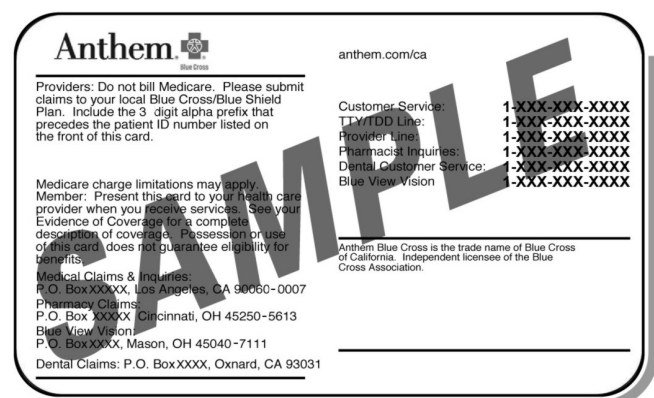 Anthem.
Blue Cross
Providers: Do not bill Medicare. Please submit
claims to your local Blue Cross/Blue Shield
Plan. Include the 3 digit alpha prefix that
precedes the patient ID number listed on
the front of this card.
Medicare charge limitations may apply.
Member: Present this card to your health care
provider when you receive services. See your
Evidence of Coverage for a complete
description of coverage. Possession or use
of this card does not guarantee eligibility for
benefits.
Medical Claims & Inquiries:
P.O. Box XXXXX, Los Angeles, CA 90060-0007
Pharmacy Claims:
P.O. Box XXXXX Cincinnati, OH 45250-5613
Blue View Vision:
P.O. Box XXXX, Mason, OH 45040-7111
Dental Claims: P.O. Box XXXX, Oxnard, CA 93031
anthem.com/ca
Customer Service: 1-XXX-XXX-XXXX
TTY/TDD Line: 1-XXX-XXX-XXXX
Provider Line: 1-XXX-XXX-XXXX
Pharmacist Inquiries: 1-XXX-XXX-XXXX
Dental Customer Service: 1-XXX-XXX-XXXX
Blue View Vision 1-XXX-XXX-XXXX
Anthem Blue Cross is the trade name of Blue Cross
of California. Independent licensee of the Blue
Cross Association.
SAMPLE